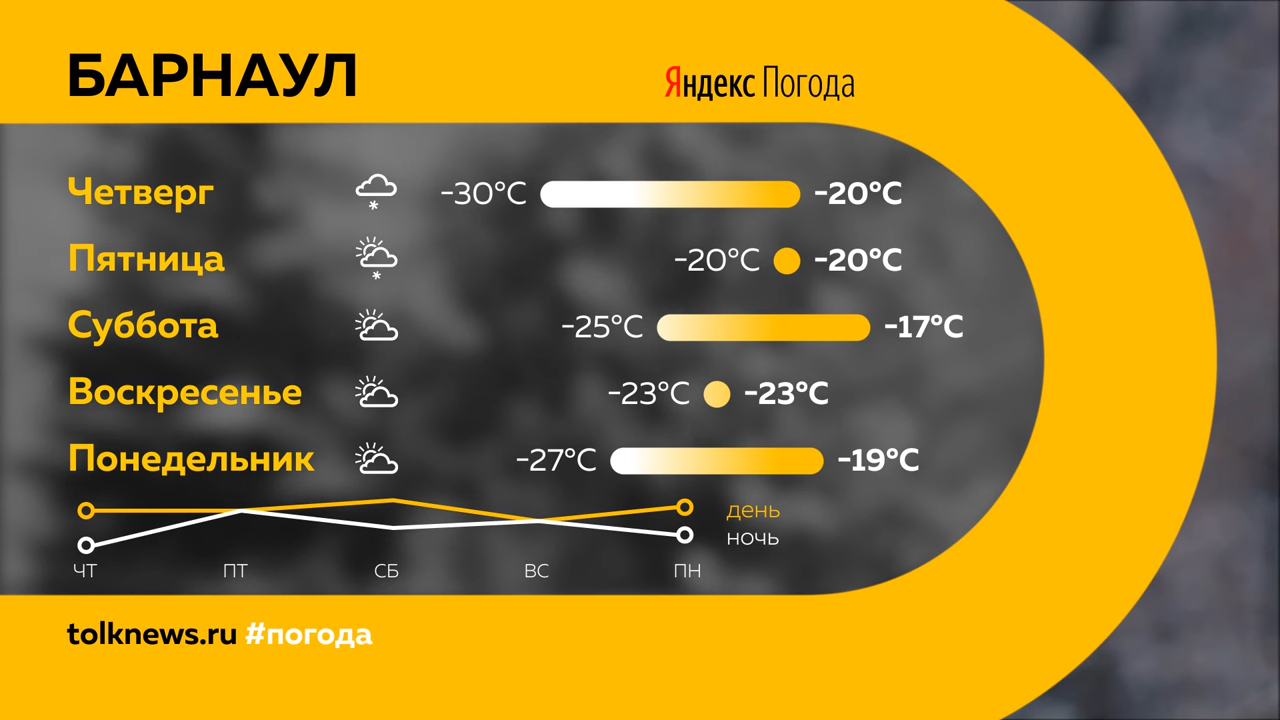 БАРНАУЛ
Яндекс Погода
Четверг -30°C -20°C
Пятница -20°C -20°C
Суббота -25°C -17°C
Воскресенье -23°C -23°C
Понедельник -27°C -19°C
день
ночь
ЧТ ПТ СБ ВС ПН
tolknews.ru #погода